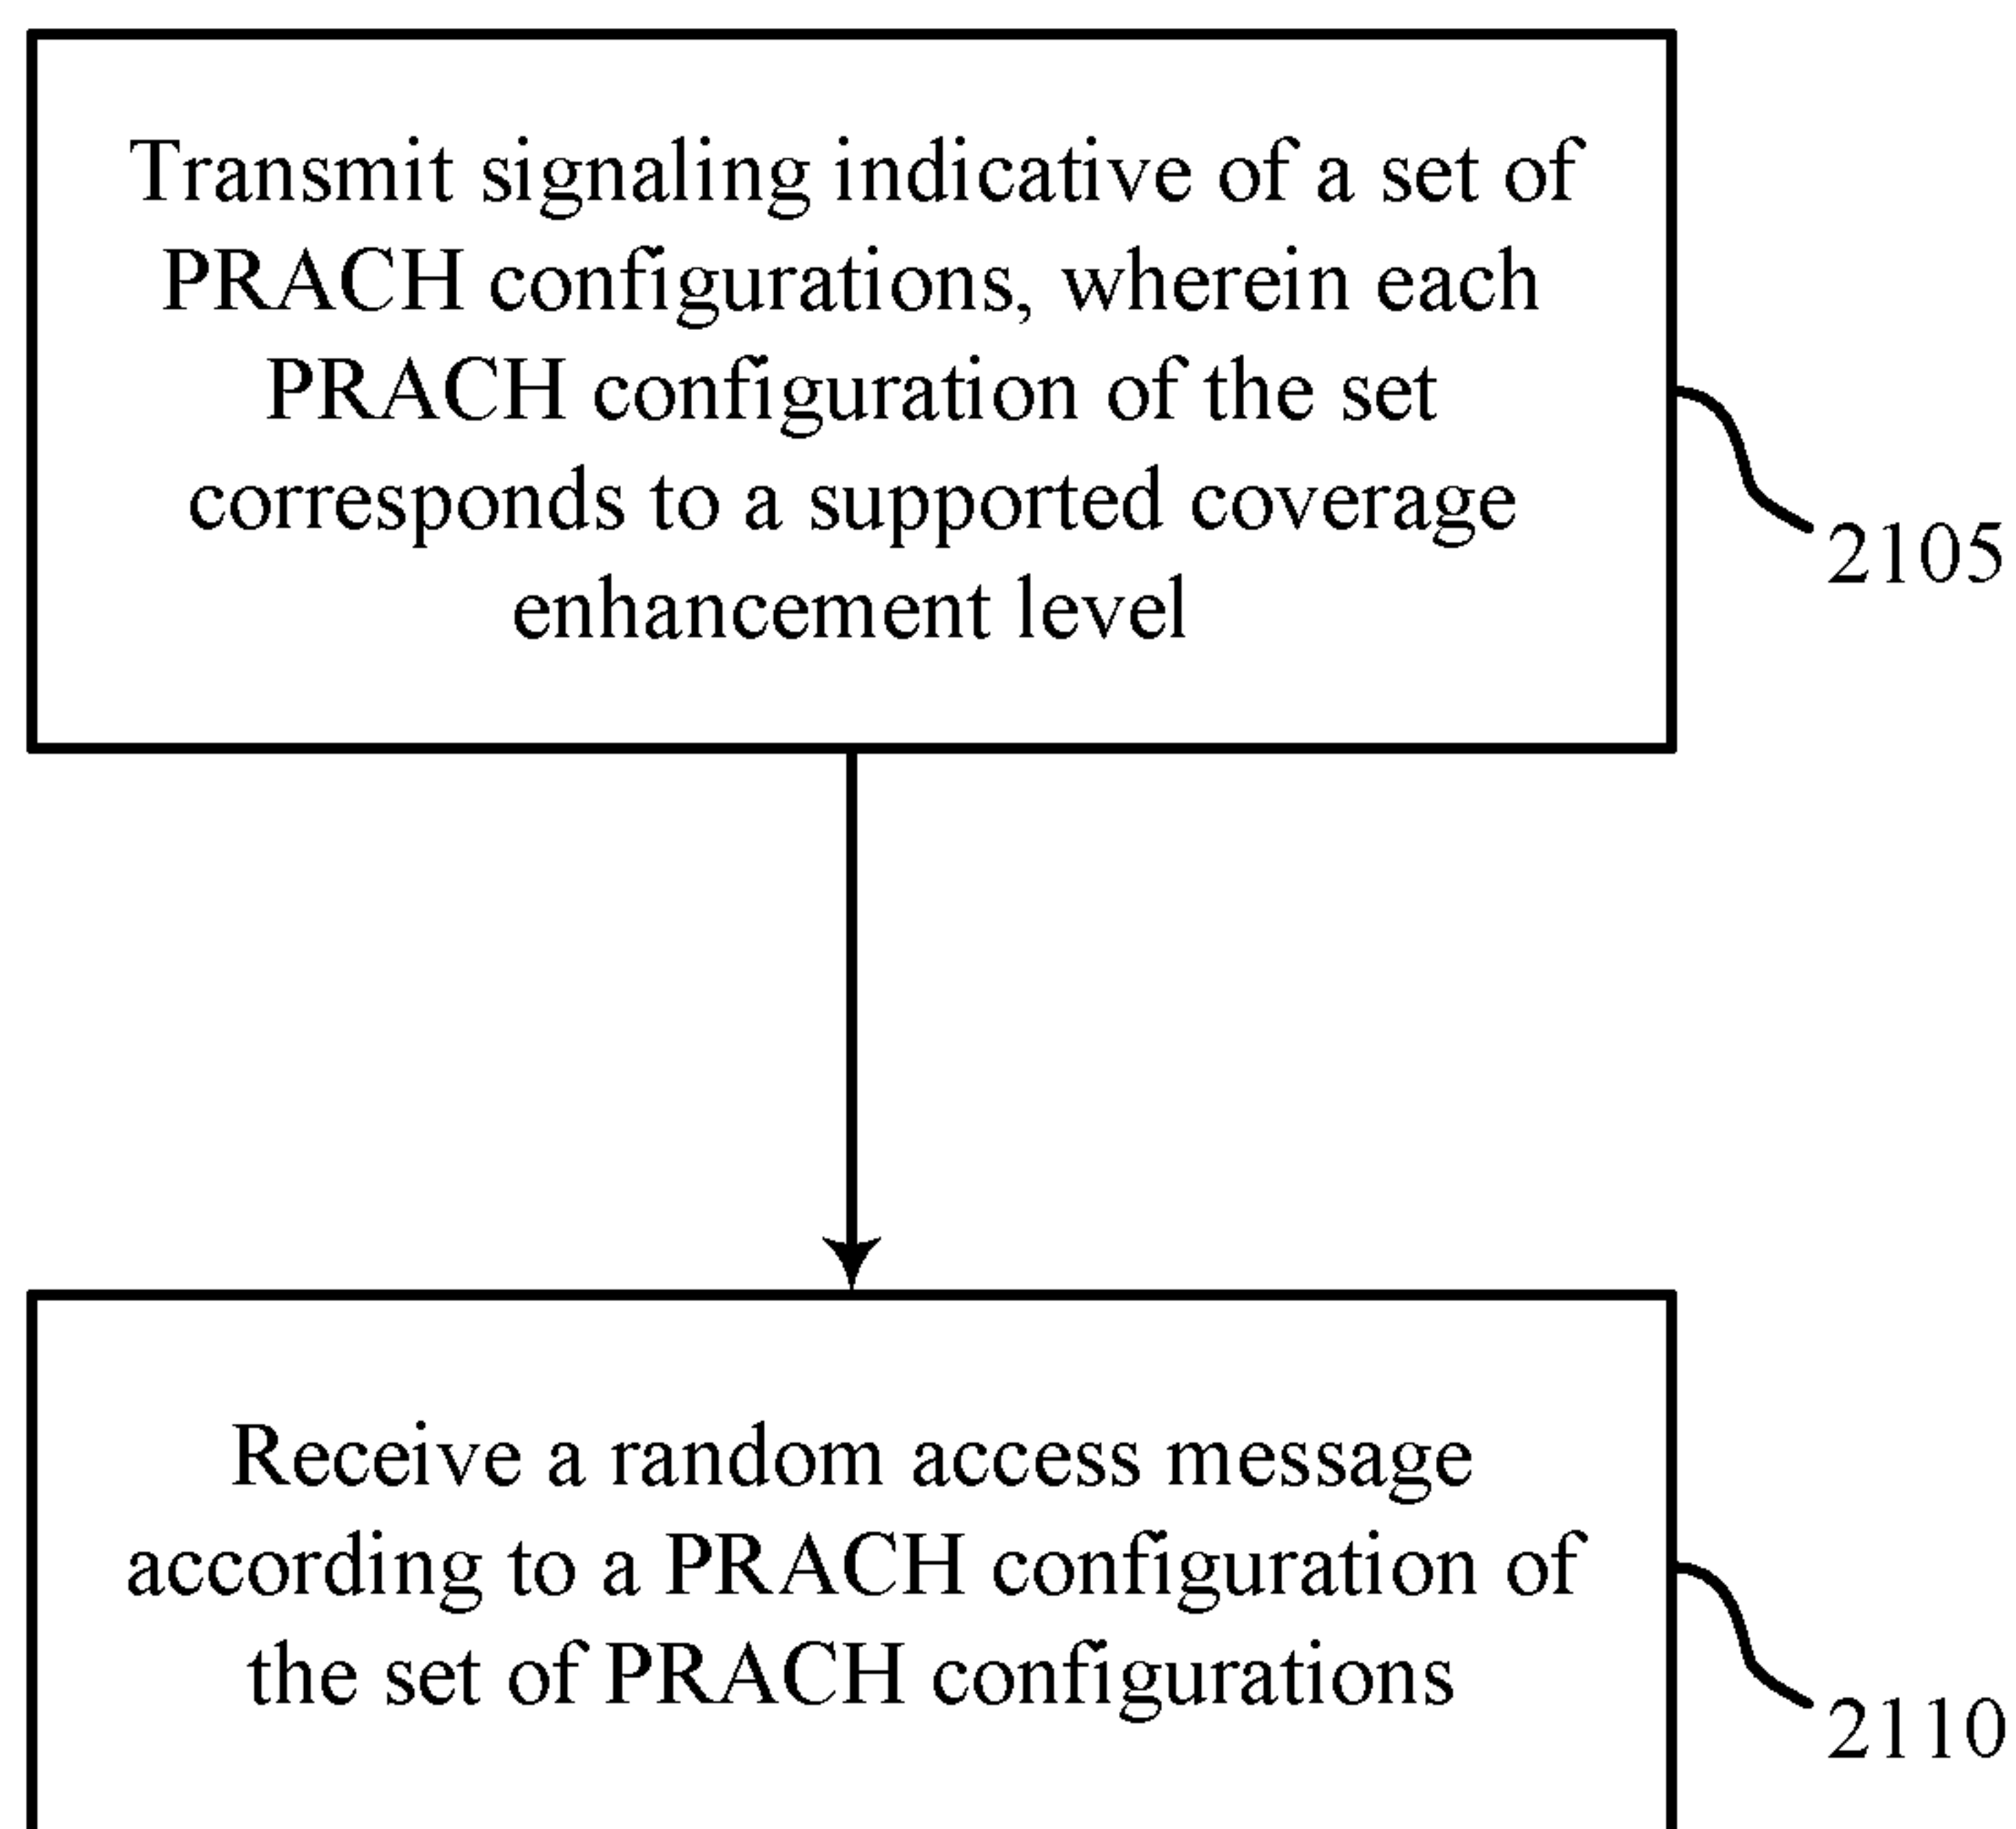 Transmit signaling indicative of a set of
PRACH configurations, wherein each
PRACH configuration of the set
corresponds to a supported coverage
enhancement level
2105
Receive a random access message
according to a PRACH configuration of
the set of PRACH configurations
2110